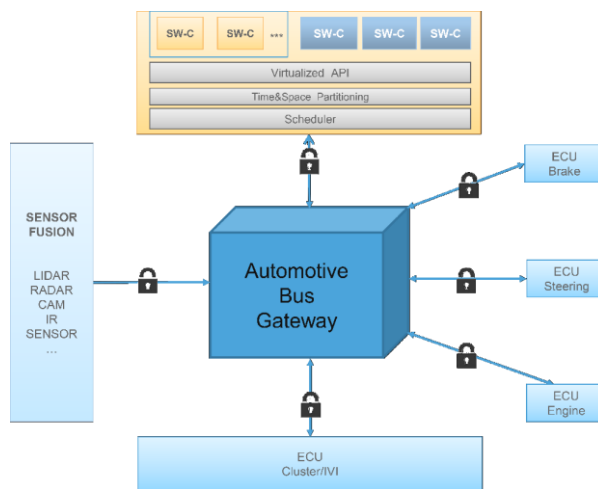 SW-C SW-C *** SW-C SW-C SW-C
Virtualized API
Time&Space Partitioning
Scheduler
SENSOR
FUSION
LIDAR
RADAR
CAM
IR
SENSOR
...
Automotive
Bus
Gateway
ECU
Brake
ECU
Steering
ECU
Engine
ECU
Cluster/IVI